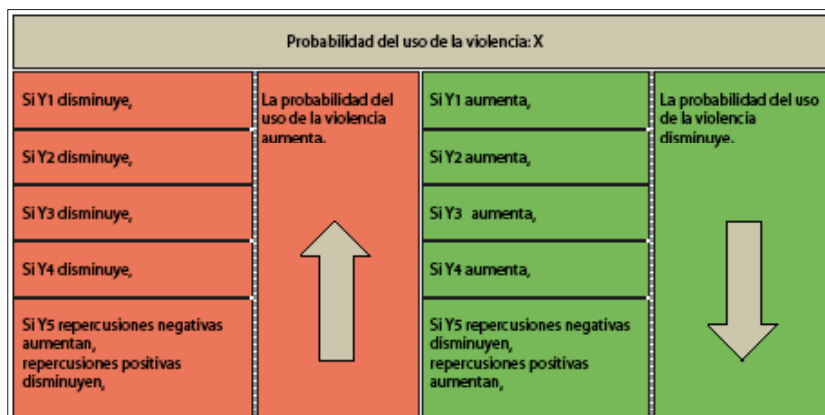 Probabilidad del uso de la violencia: X
Si Y1 disminuye,
Si Y2 disminuye,
Si Y3 disminuye,
Si Y4 disminuye,
Si Y5 repercusiones negativas
aumentan,
repercusiones positivas
disminuyen,
La probabilidad del
uso de la violencia
aumenta.
Si Y1 aumenta,
Si Y2 aumenta,
Si Y3 aumenta,
Si Y4 aumenta,
Si Y5 repercusiones negativas
disminuyen,
repercusiones positivas
aumentan,
La probabilidad del uso
de la violencia
disminuye.